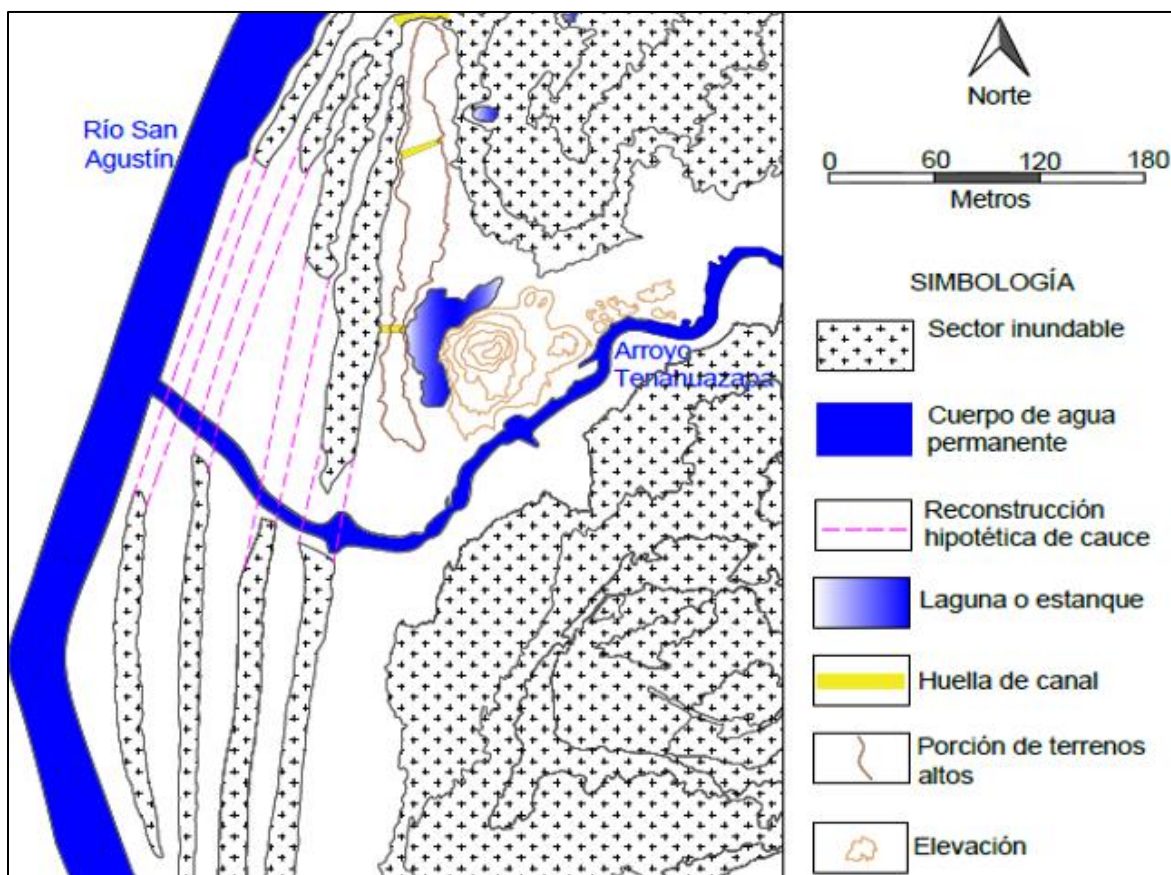 Río San
Agustín
Arroyo
Tenahuazapa
Norte
0 60 120 180
Metros
SIMBOLOGÍA
Sector inundable
Cuerpo de agua
permanente
Reconstrucción
hipotética de cauce
Laguna o estanque
Huella de canal
Porción de terrenos
altos
Elevación